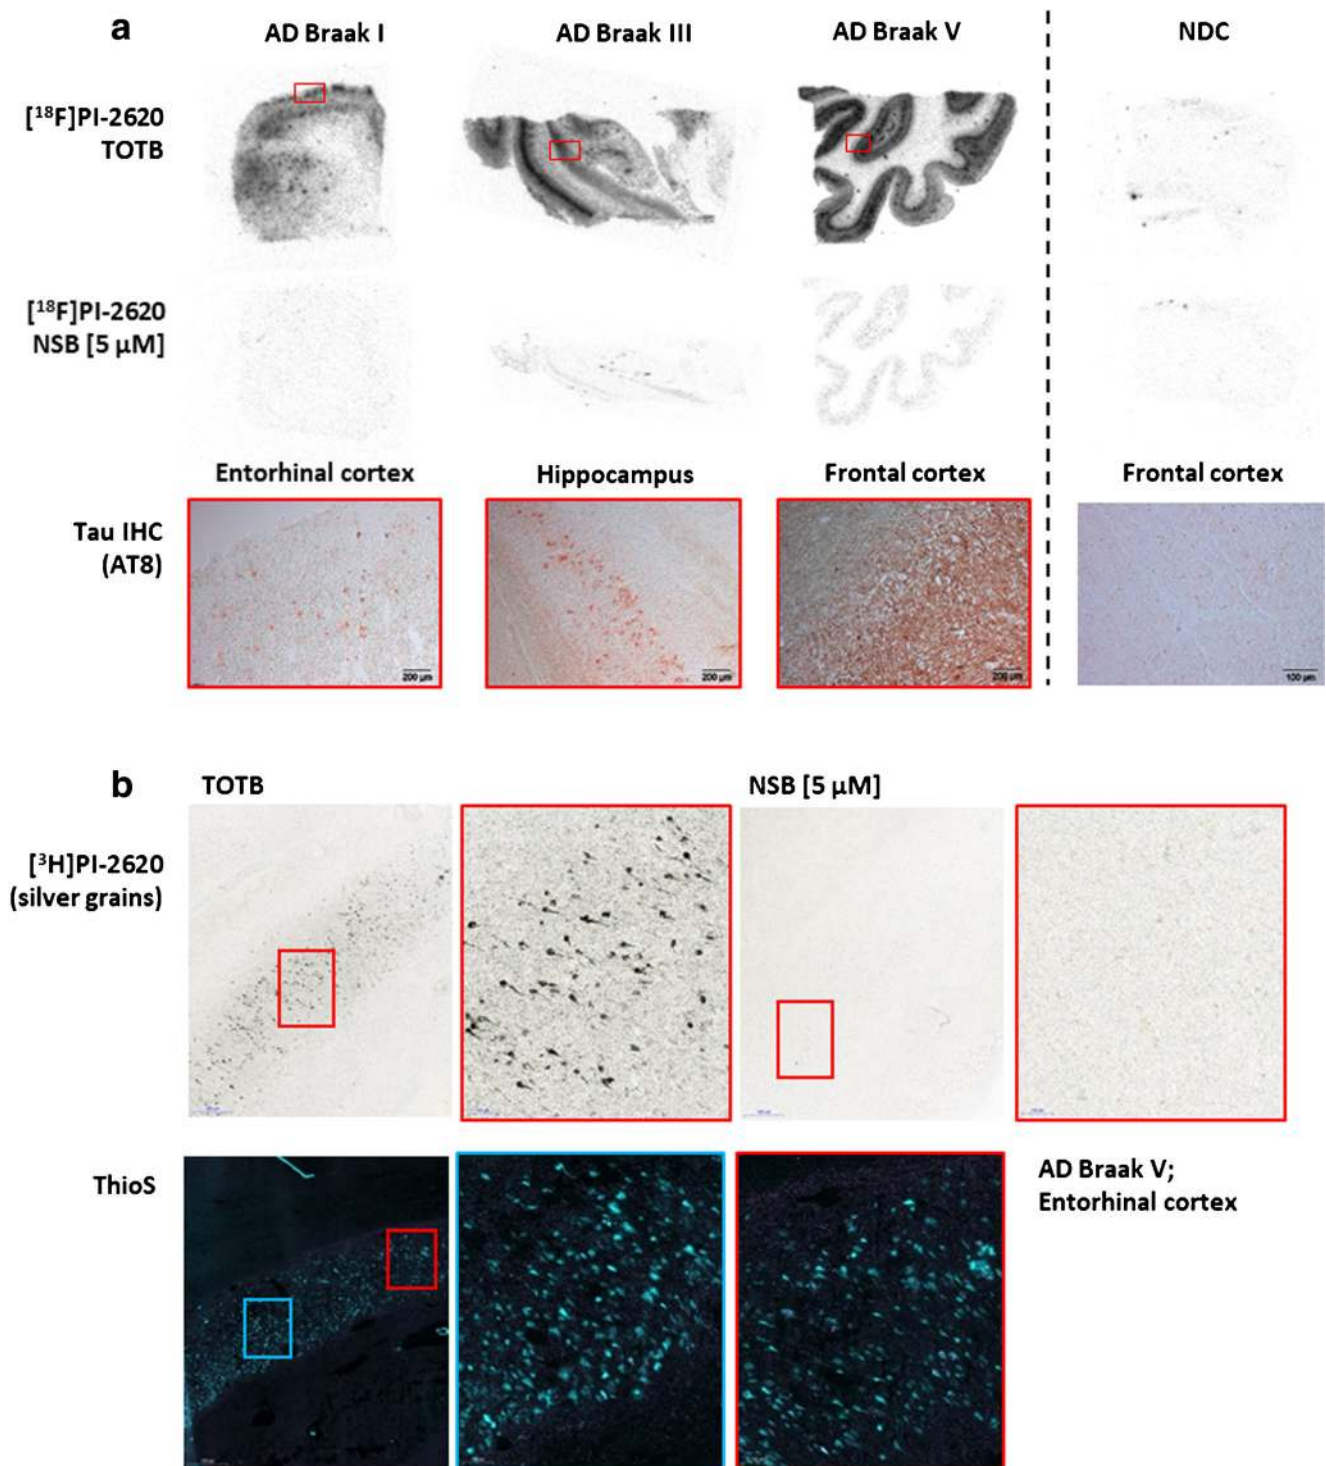 a
AD Braak I
AD Braak III
AD Braak V
NDC
[¹⁸F]PI-2620
TOTB
[¹⁸F]PI-2620
NSB [5 µM]
Entorhinal cortex
Hippocampus
Frontal cortex
Frontal cortex
Tau IHC
(AT8)
200 µm
200 µm
200 µm
100 µm
b
TOTB
NSB [5 µM]
[³H]PI-2620
(silver grains)
ThioS
AD Braak V;
Entorhinal cortex